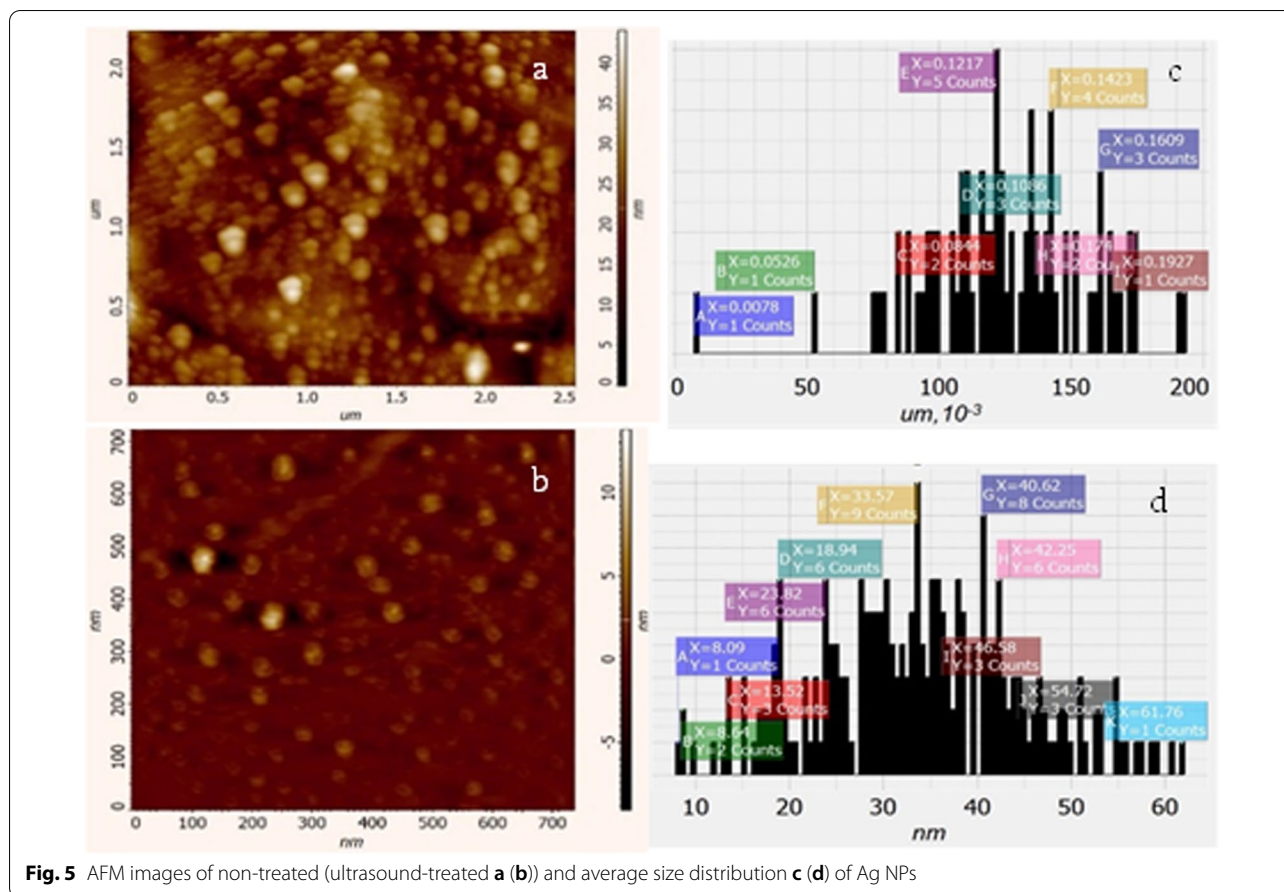 a
2.0
1.5
1.0
0.5
0
um
0 0.5 1.0 1.5 2.0 2.5
um
40
35
30
25
20
15
10
5
0
nm
c
E X=0.1217
Y=5 Counts
F X=0.1423
Y=4 Counts
G X=0.1609
Y=3 Counts
D X=0.1086
Y=3 Counts
C X=0.0844
Y=2 Counts
H X=0.174
Y=2 Cou
X=0.1927
Y=1 Counts
B X=0.0526
Y=1 Counts
A X=0.0078
Y=1 Counts
0 50 100 150 200
um, 10-3
b
700
600
500
400
300
200
100
0
nm
0 100 200 300 400 500 600 700
nm
10
5
0
-5
nm
d
F X=33.57
Y=9 Counts
G X=40.62
Y=8 Counts
D X=18.94
Y=6 Counts
H X=42.25
Y=6 Counts
E X=23.82
Y=6 Counts
A X=8.09
Y=1 Counts
I X=46.58
Y=3 Counts
C X=13.52
Y=3 Counts
X=54.72
Y=3 Count
B X=8.64
Y=2 Counts
K X=61.76
Y=1 Counts
10 20 30 40 50 60
nm
Fig. 5 AFM images of non-treated (ultrasound-treated a (b)) and average size distribution c (d) of Ag NPs